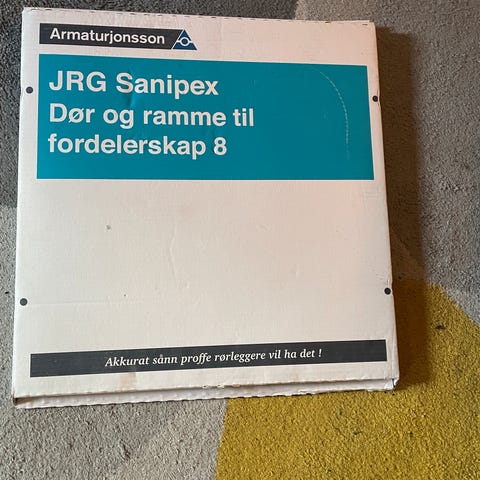 Armaturjonsson
JRG Sanipex
Dør og ramme til
fordelerskap 8
Akkurat sånn proffe rørleggere vil ha det !